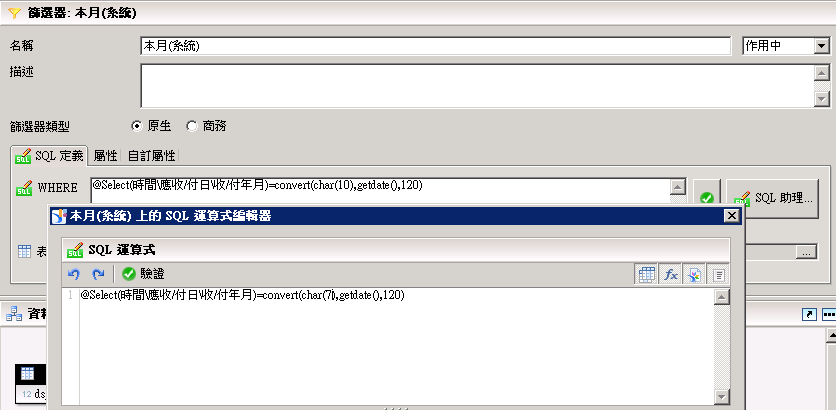 篩選器: 本月(系統)
名稱 本月(系統) 作用中
描述
篩選器類型 原生 商務
SQL 定義 屬性 自訂屬性
WHERE @Select(時間\應收/付日\收/付年月)=convert(char(10),getdate(),120) SQL 助理...
本月(系統) 上的 SQL 運算式編輯器
表 ...
SQL 運算式
驗證
1 @Select(時間\應收/付日\收/付年月)=convert(char(7),getdate(),120)
資料
12 ds